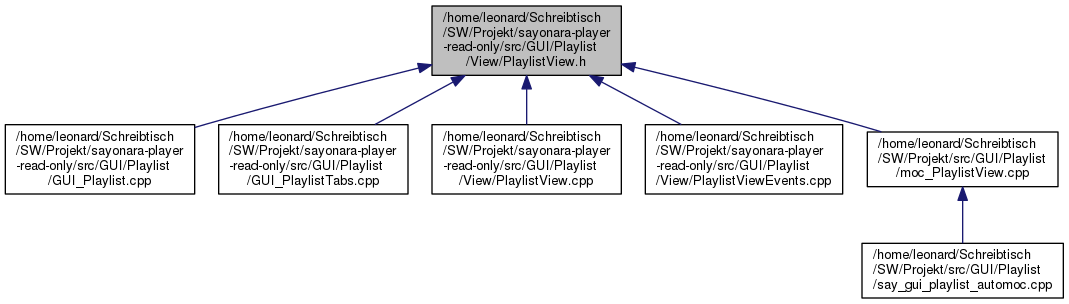 /home/leonard/Schreibtisch
/SW/Projekt/sayonara-player
-read-only/src/GUI/Playlist
/View/PlaylistView.h
/home/leonard/Schreibtisch
/SW/Projekt/sayonara-player
-read-only/src/GUI/Playlist
/GUI_Playlist.cpp
/home/leonard/Schreibtisch
/SW/Projekt/sayonara-player
-read-only/src/GUI/Playlist
/GUI_PlaylistTabs.cpp
/home/leonard/Schreibtisch
/SW/Projekt/sayonara-player
-read-only/src/GUI/Playlist
/View/PlaylistView.cpp
/home/leonard/Schreibtisch
/SW/Projekt/sayonara-player
-read-only/src/GUI/Playlist
/View/PlaylistViewEvents.cpp
/home/leonard/Schreibtisch
/SW/Projekt/src/GUI/Playlist
/moc_PlaylistView.cpp
/home/leonard/Schreibtisch
/SW/Projekt/src/GUI/Playlist
/say_gui_playlist_automoc.cpp